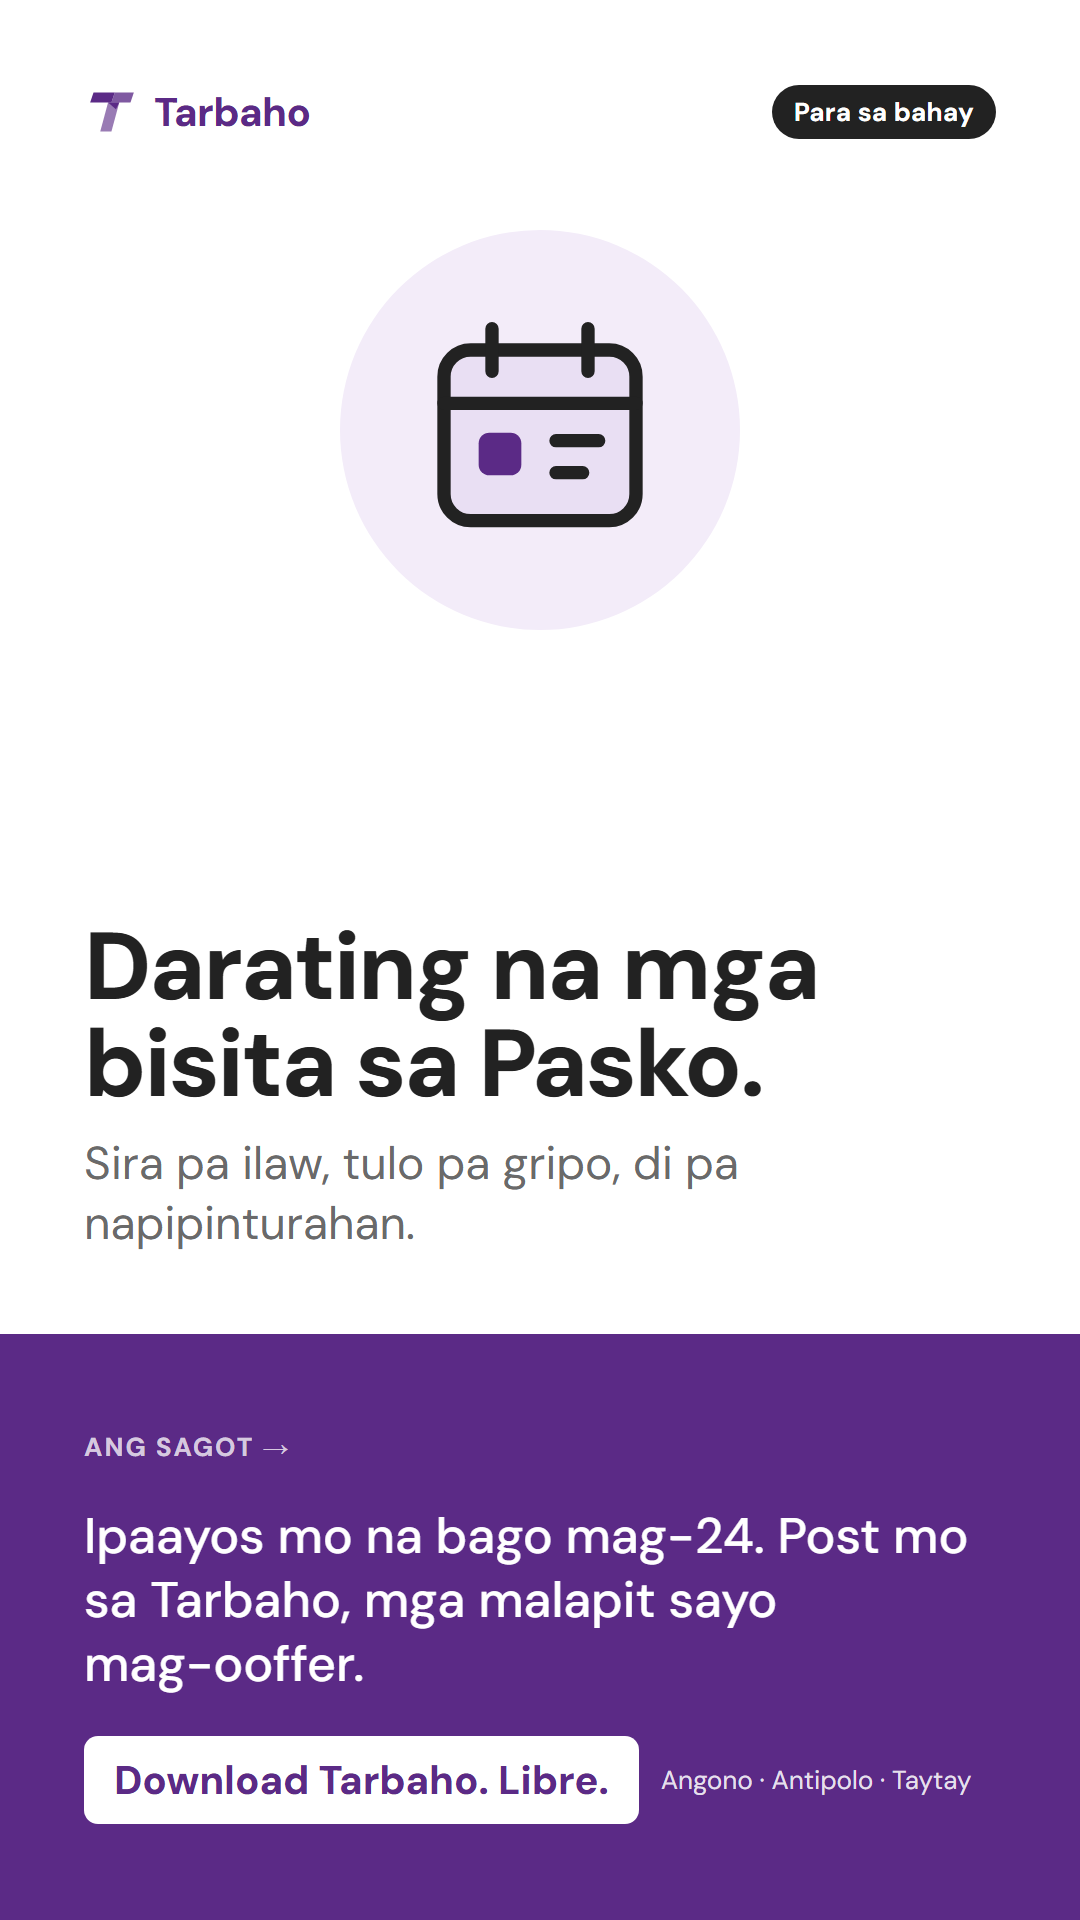 Tarbaho
Para sa bahay
Darating na mga
bisita sa Pasko.
Sira pa ilaw, tulo pa gripo, di pa
napipinturahan.
ANG SAGOT →
Ipaayos mo na bago mag-24. Post mo
sa Tarbaho, mga malapit sayo
mag-ooffer.
Download Tarbaho. Libre.
Angono · Antipolo · Taytay